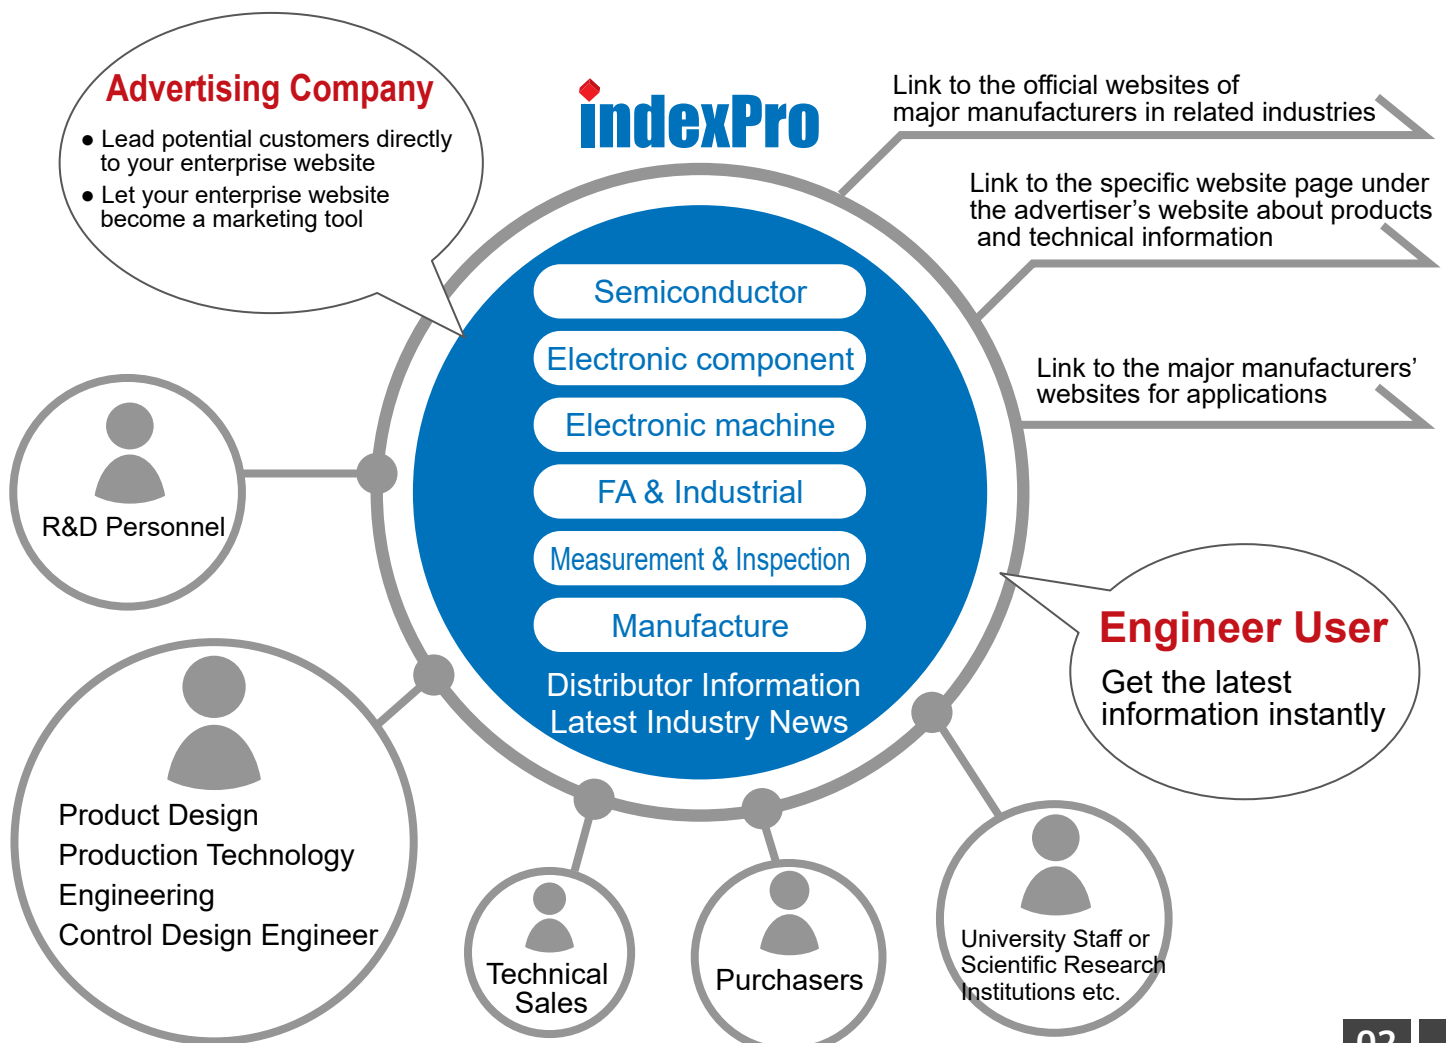 Advertising Company
● Lead potential customers directly
to your enterprise website
● Let your enterprise website
become a marketing tool
indexPro
Link to the official websites of
major manufacturers in related industries
Link to the specific website page under
the advertiser’s website about products
and technical information
Link to the major manufacturers’
websites for applications
Semiconductor
Electronic component
Electronic machine
FA & Industrial
Measurement & Inspection
Manufacture
Distributor Information
Latest Industry News
R&D Personnel
Engineer User
Get the latest
information instantly
Product Design
Production Technology
Engineering
Control Design Engineer
Technical
Sales
Purchasers
University Staff or
Scientific Research
Institutions etc.
02